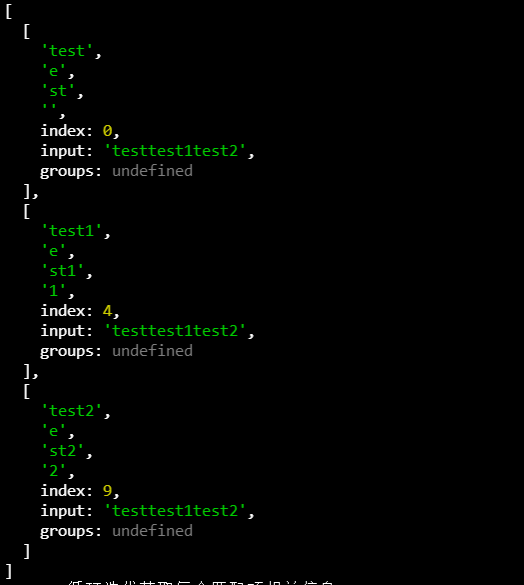 [
  [
    'test',
    'e',
    'st',
    '',
    index: 0,
    input: 'testtest1test2',
    groups: undefined
  ],
  [
    'test1',
    'e',
    'st1',
    '1',
    index: 4,
    input: 'testtest1test2',
    groups: undefined
  ],
  [
    'test2',
    'e',
    'st2',
    '2',
    index: 9,
    input: 'testtest1test2',
    groups: undefined
  ]
]